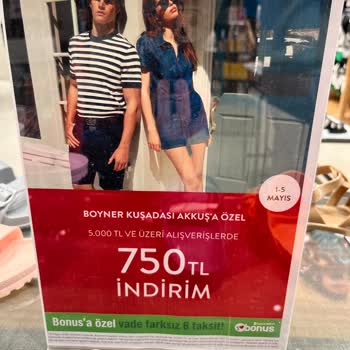 1-5
MAYIS
BOYNER KUŞADASI AKKUŞ'A ÖZEL
5.000 TL VE ÜZERİ ALIŞVERİŞLERDE
750TL
İNDİRİM
Bonus'a özel vade farksız 6 taksit!
bonus